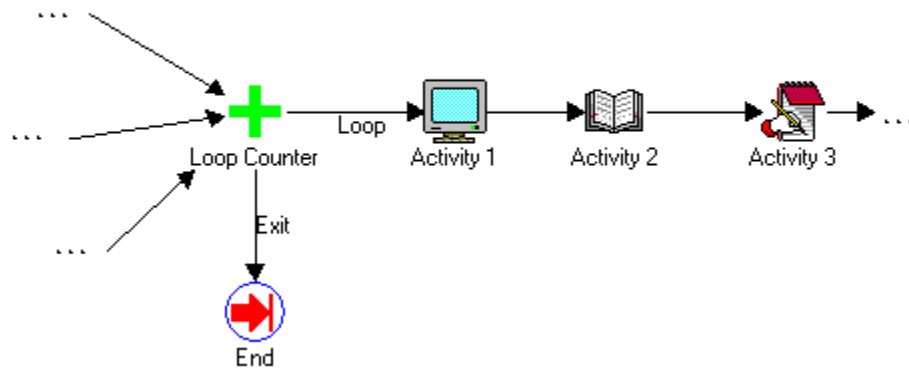 ...
...
Loop
...
Loop Counter
Activity 1
Activity 2
Activity 3
Exit
...
End